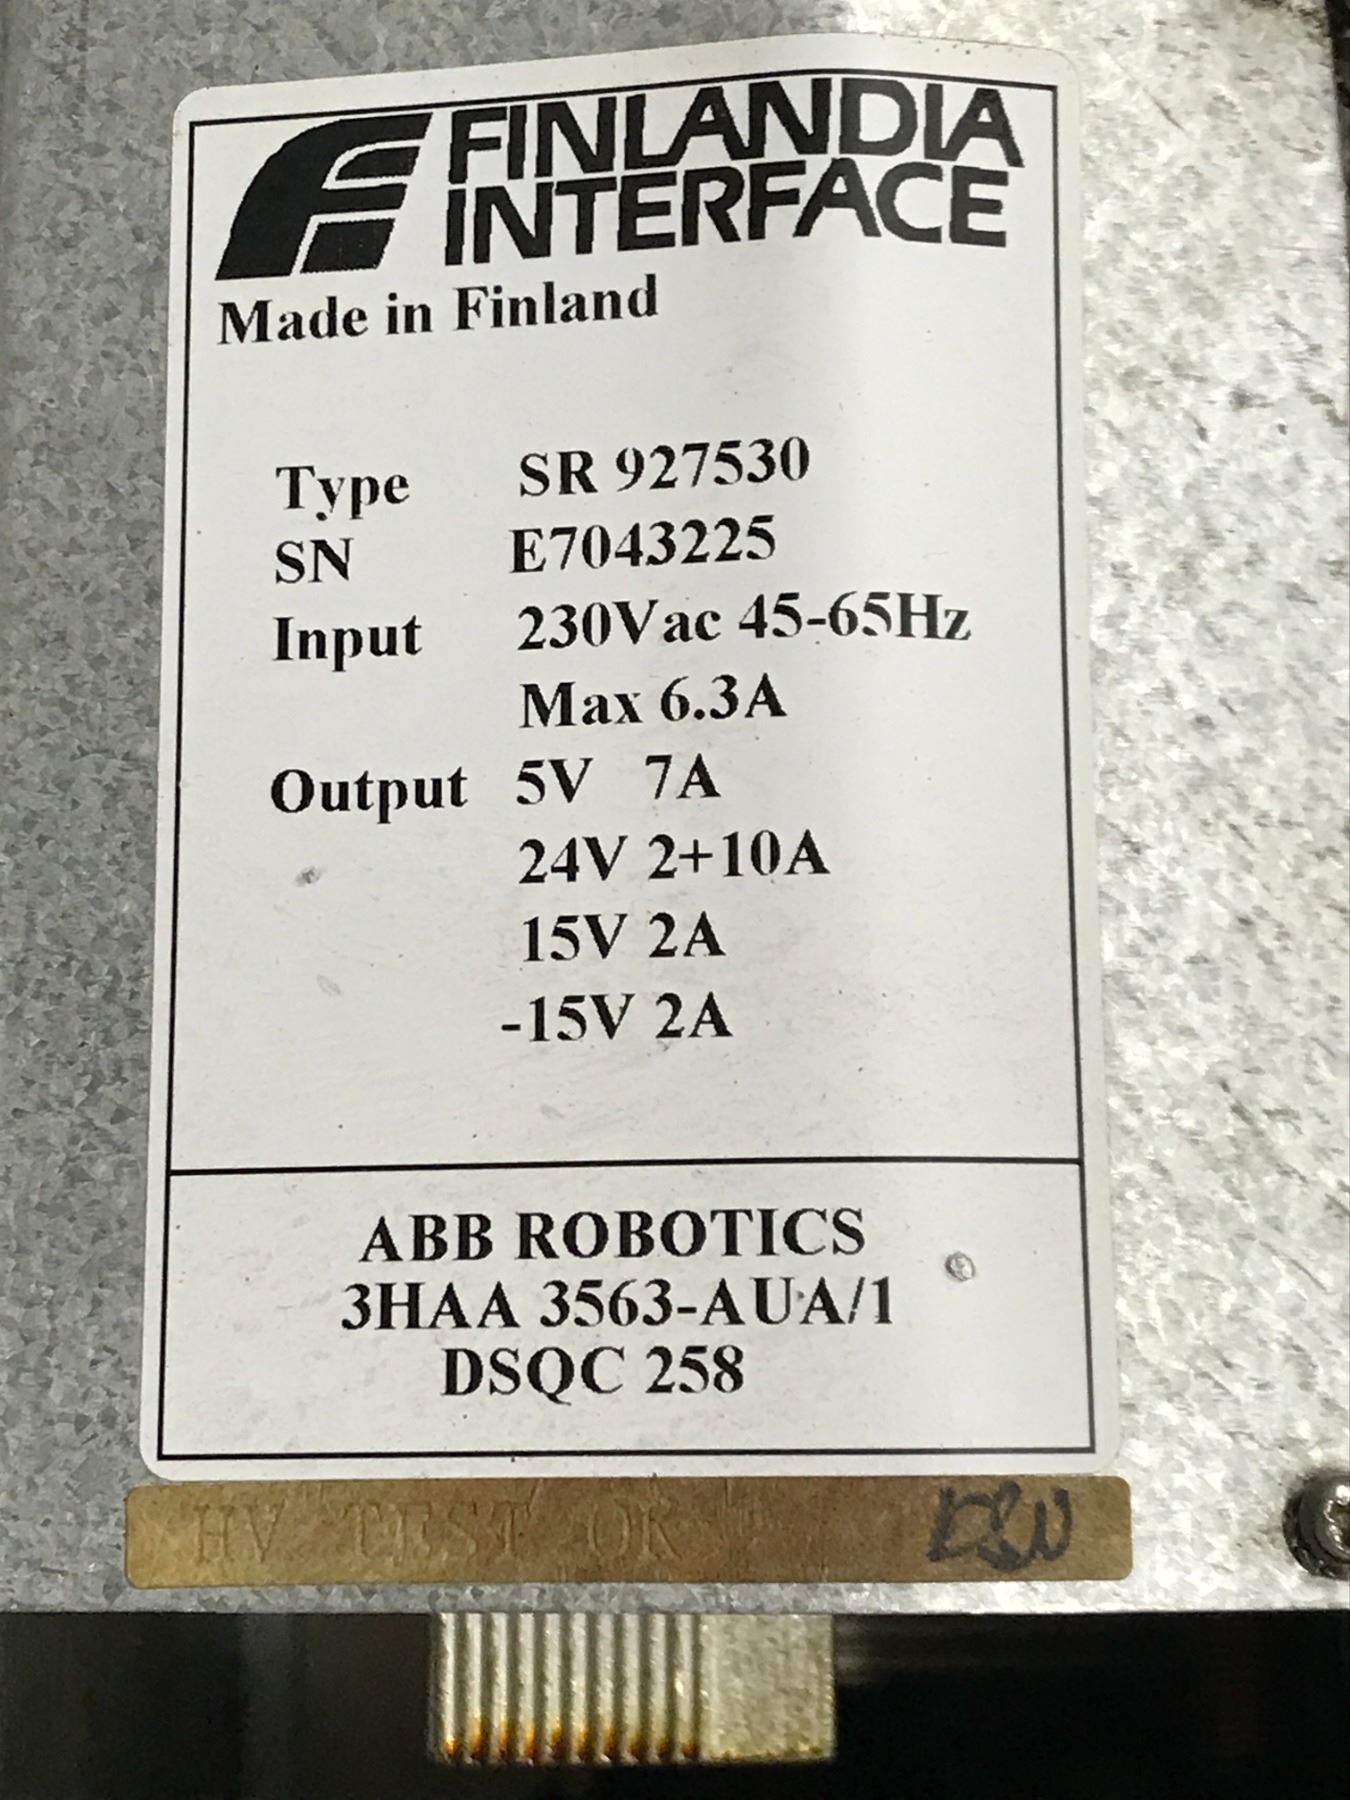 FINLANDIA
INTERFACE
Made in Finland
Type SR 927530
SN E7043225
Input 230Vac 45-65Hz
Max 6.3A
Output 5V 7A
24V 2+10A
15V 2A
-15V 2A
ABB ROBOTICS
3HAA 3563-AUA/1
DSQC 258
HV TEST OK